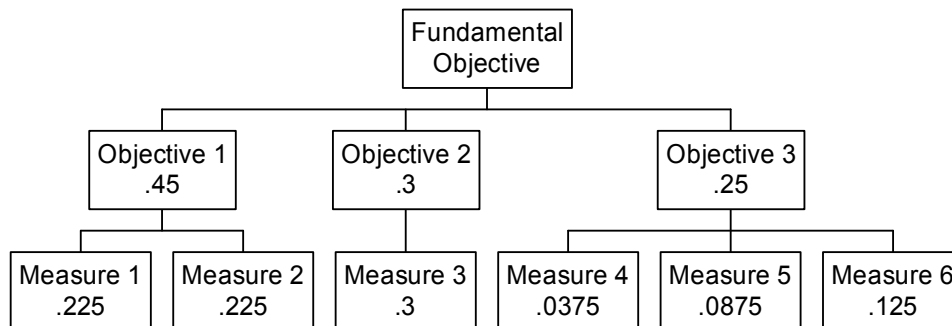 Fundamental
Objective
Objective 1
.45
Objective 2
.3
Objective 3
.25
Measure 1
.225
Measure 2
.225
Measure 3
.3
Measure 4
.0375
Measure 5
.0875
Measure 6
.125